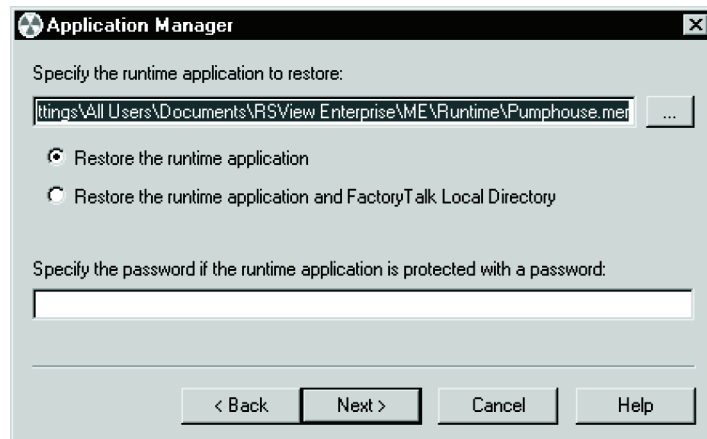 Application Manager
Specify the runtime application to restore:
ttings\All Users\Documents\RSView Enterprise\ME\Runtime\Pumphouse.mer
...
Restore the runtime application
Restore the runtime application and FactoryTalk Local Directory
Specify the password if the runtime application is protected with a password:
< Back
Next >
Cancel
Help